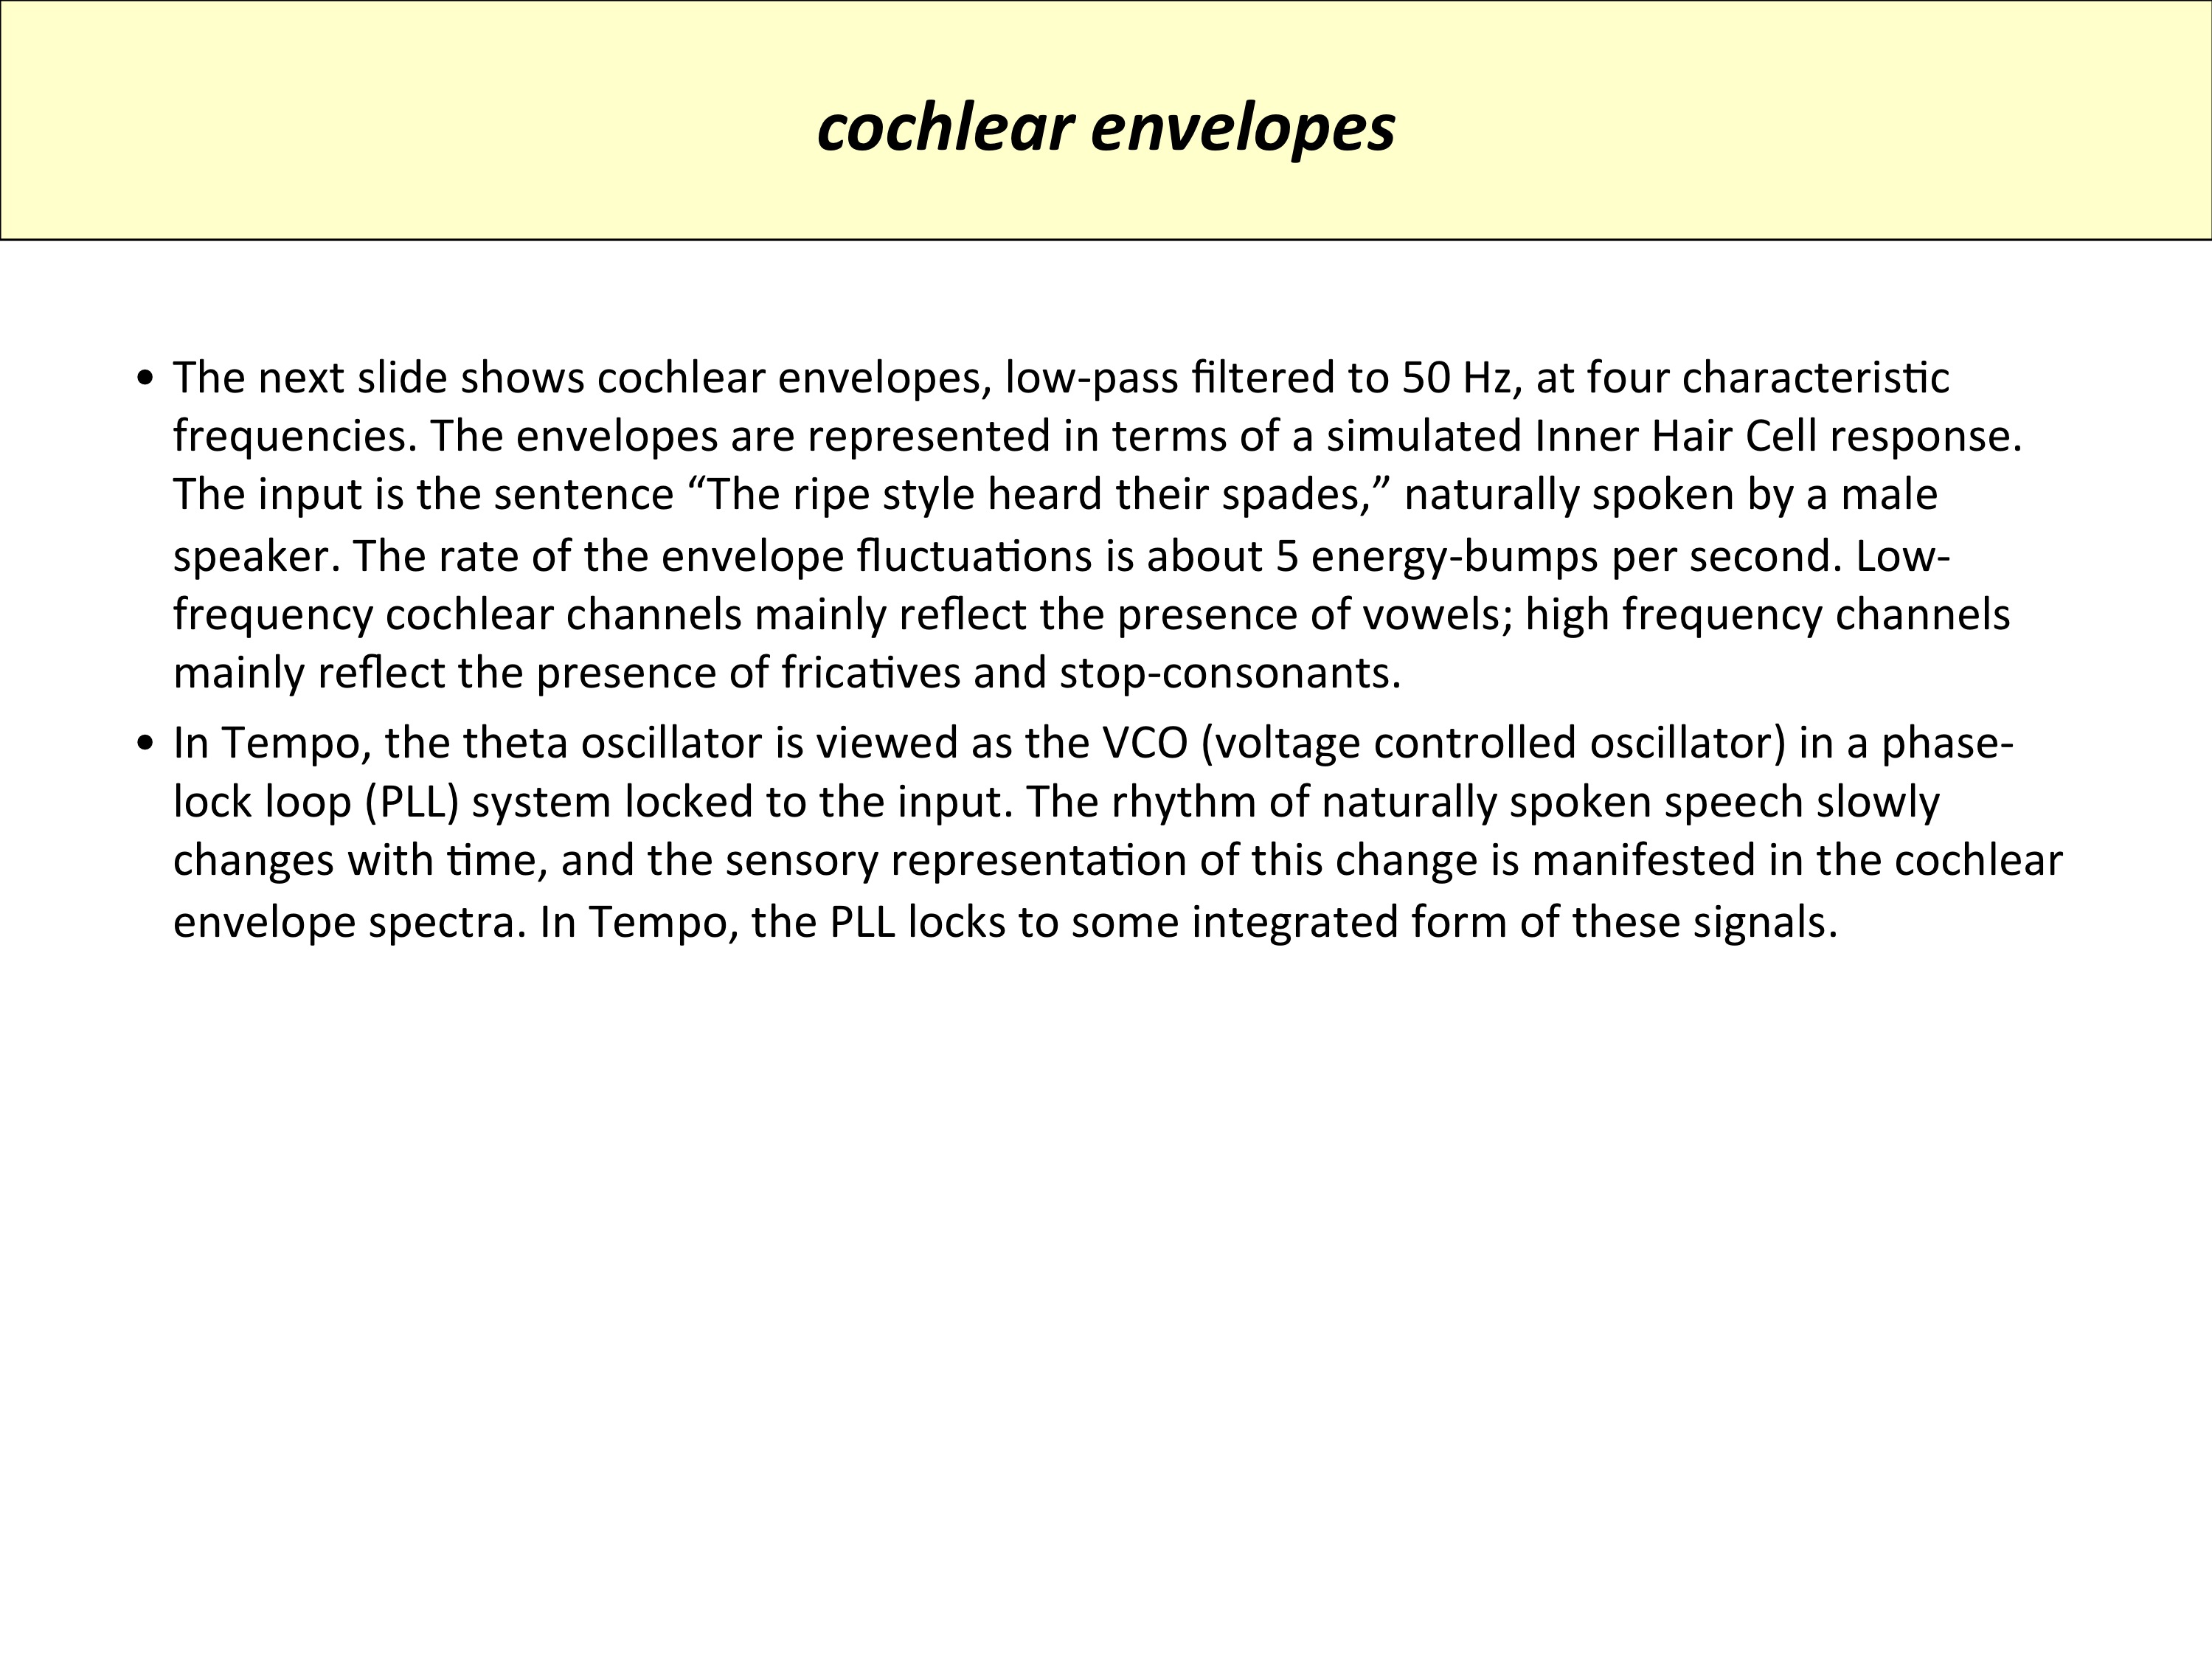 cochlear envelopes
• The next slide shows cochlear envelopes, low-pass filtered to 50 Hz, at four characteristic
frequencies. The envelopes are represented in terms of a simulated Inner Hair Cell response.
The input is the sentence “The ripe style heard their spades,” naturally spoken by a male
speaker. The rate of the envelope fluctuations is about 5 energy-bumps per second. Low-
frequency cochlear channels mainly reflect the presence of vowels; high frequency channels
mainly reflect the presence of fricatives and stop-consonants.
• In Tempo, the theta oscillator is viewed as the VCO (voltage controlled oscillator) in a phase-
lock loop (PLL) system locked to the input. The rhythm of naturally spoken speech slowly
changes with time, and the sensory representation of this change is manifested in the cochlear
envelope spectra. In Tempo, the PLL locks to some integrated form of these signals.